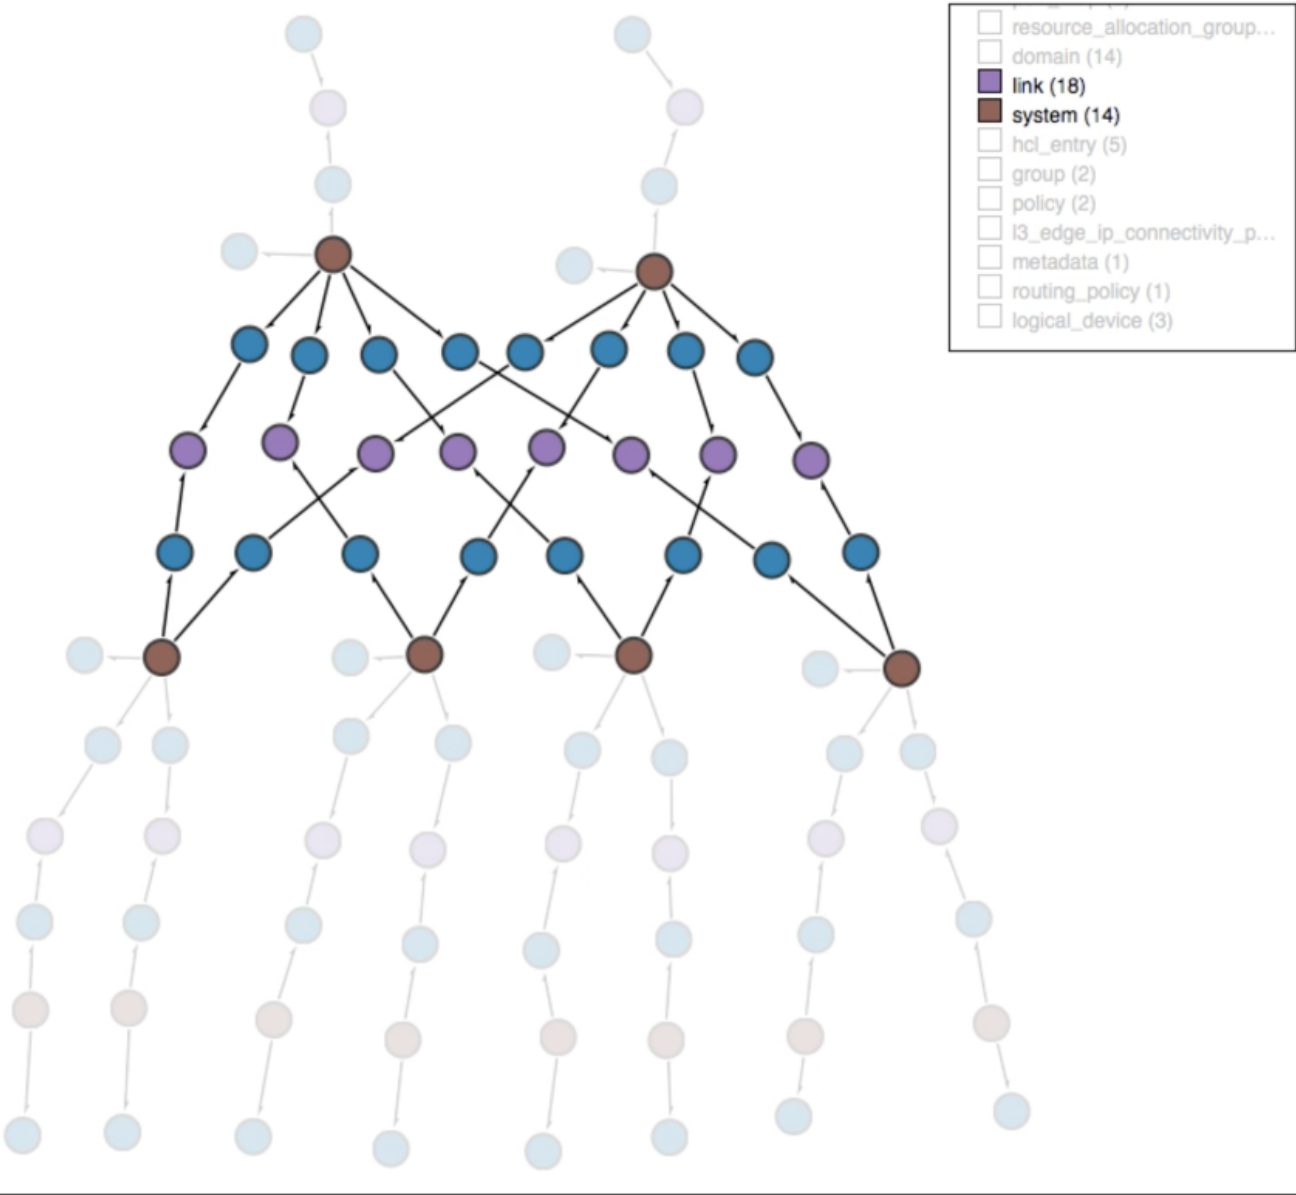 resource_allocation_group...
domain (14)
link (18)
system (14)
hcl_entry (5)
group (2)
policy (2)
l3_edge_ip_connectivity_p...
metadata (1)
routing_policy (1)
logical_device (3)